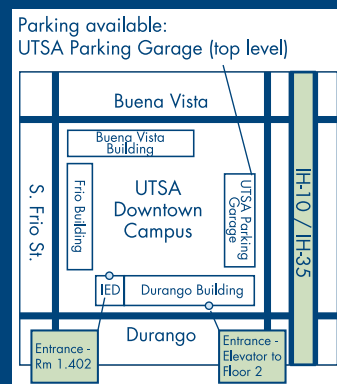 Parking available:
UTSA Parking Garage (top level)
Buena Vista
Buena Vista
Building
S. Frio St.
Frio Building
UTSA
Downtown
Campus
UTSA Parking
Garage
IH-10 / IH-35
IED
Durango Building
Durango
Entrance -
Rm 1.402
Entrance -
Elevator to
Floor 2